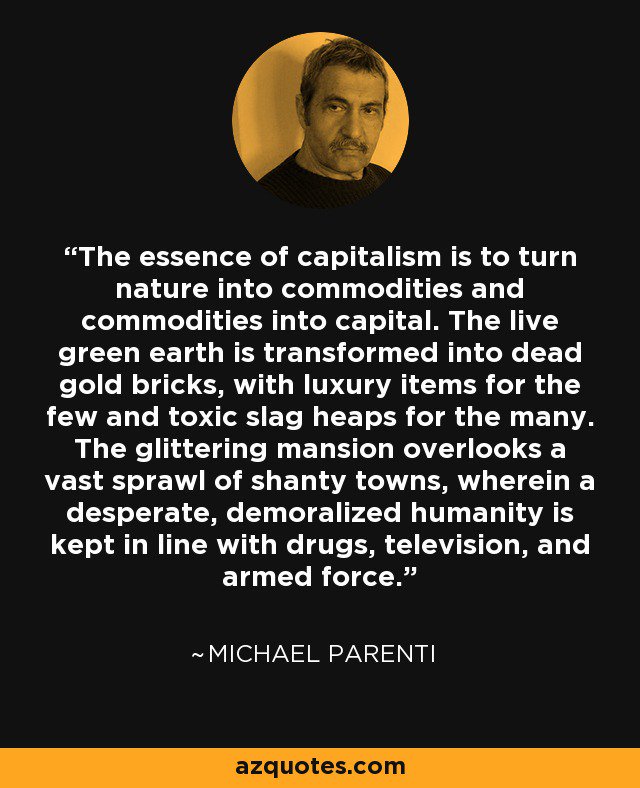 “The essence of capitalism is to turn
nature into commodities and
commodities into capital. The live
green earth is transformed into dead
gold bricks, with luxury items for the
few and toxic slag heaps for the many.
The glittering mansion overlooks a
vast sprawl of shanty towns, wherein a
desperate, demoralized humanity is
kept in line with drugs, television, and
armed force.”
~MICHAEL PARENTI
azquotes.com